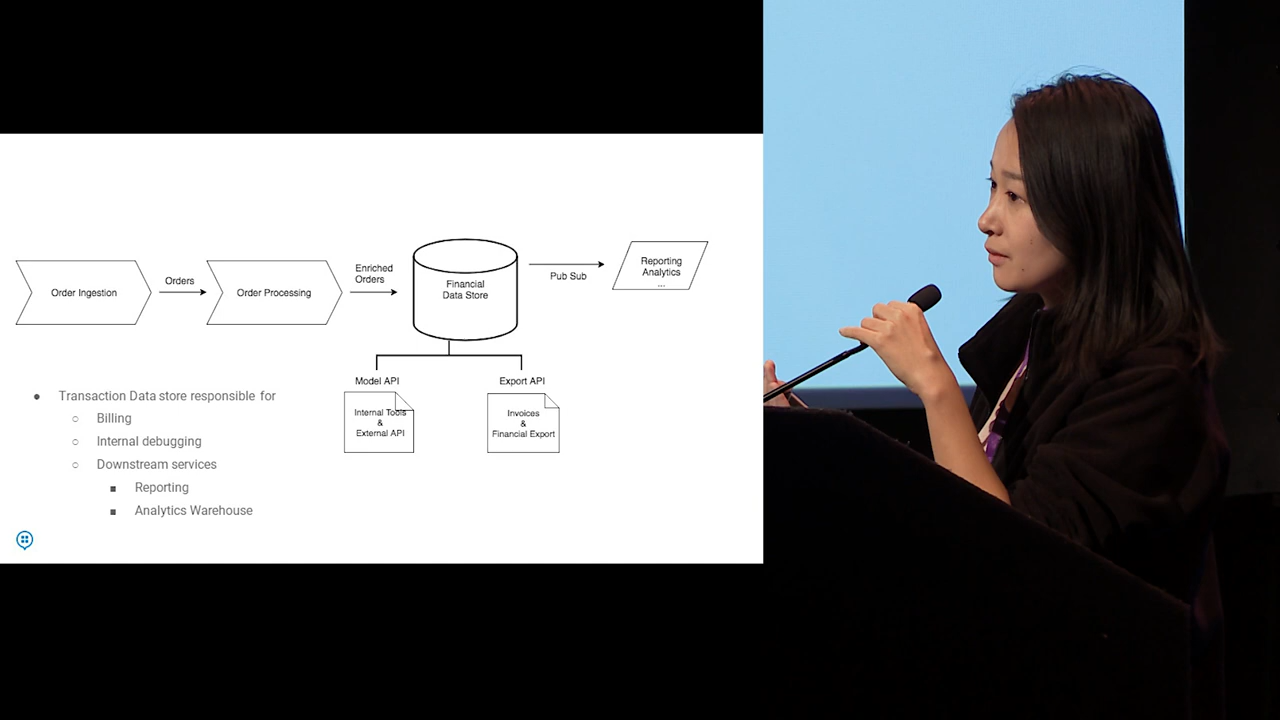 Order Ingestion
Orders
Order Processing
Enriched
Orders
Financial
Data Store
Pub Sub
Reporting
Analytics
...
Model API
Internal Tools
&
External API
Export API
Invoices
&
Financial Export
Transaction Data store responsible for
Billing
Internal debugging
Downstream services
Reporting
Analytics Warehouse